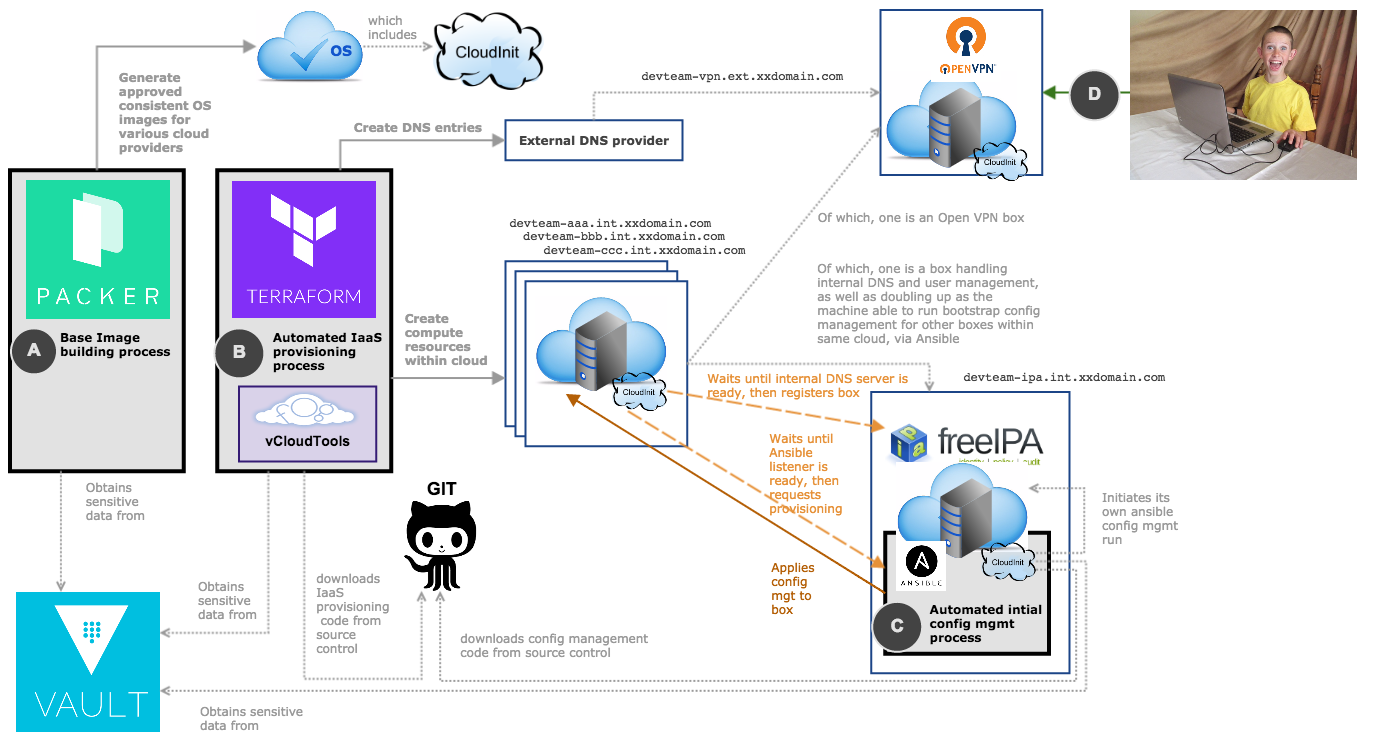 OS
which
includes
CloudInit
Generate
approved
consistent OS
images for
various cloud
providers
OPENVPN
CloudInit
D
devteam-vpn.ext.xxdomain.com
Create DNS entries
External DNS provider
PACKER
A
Base Image
building process
TERRAFORM
B
Automated IaaS
provisioning
process
vCloudTools
Create
compute
resources
within cloud
devteam-aaa.int.xxdomain.com
devteam-bbb.int.xxdomain.com
devteam-ccc.int.xxdomain.com
CloudInit
Of which, one is an Open VPN box
Of which, one is a box handling
internal DNS and user management,
as well as doubling up as the
machine able to run bootstrap config
management for other boxes within
same cloud, via Ansible
Waits until internal DNS server is
ready, then registers box
devteam-ipa.int.xxdomain.com
freeIPA
identity | policy | audit
Waits until
Ansible
listener is
ready, then
requests
provisioning
Applies
config
mgt to
box
ANSIBLE
CloudInit
C
Automated intial
config mgmt
process
Initiates its
own ansible
config mgmt
run
GIT
Obtains
sensitive
data from
Obtains
sensitive
data from
downloads
IaaS
provisioning
code from
source
control
downloads config management
code from source control
VAULT
Obtains sensitive
data from